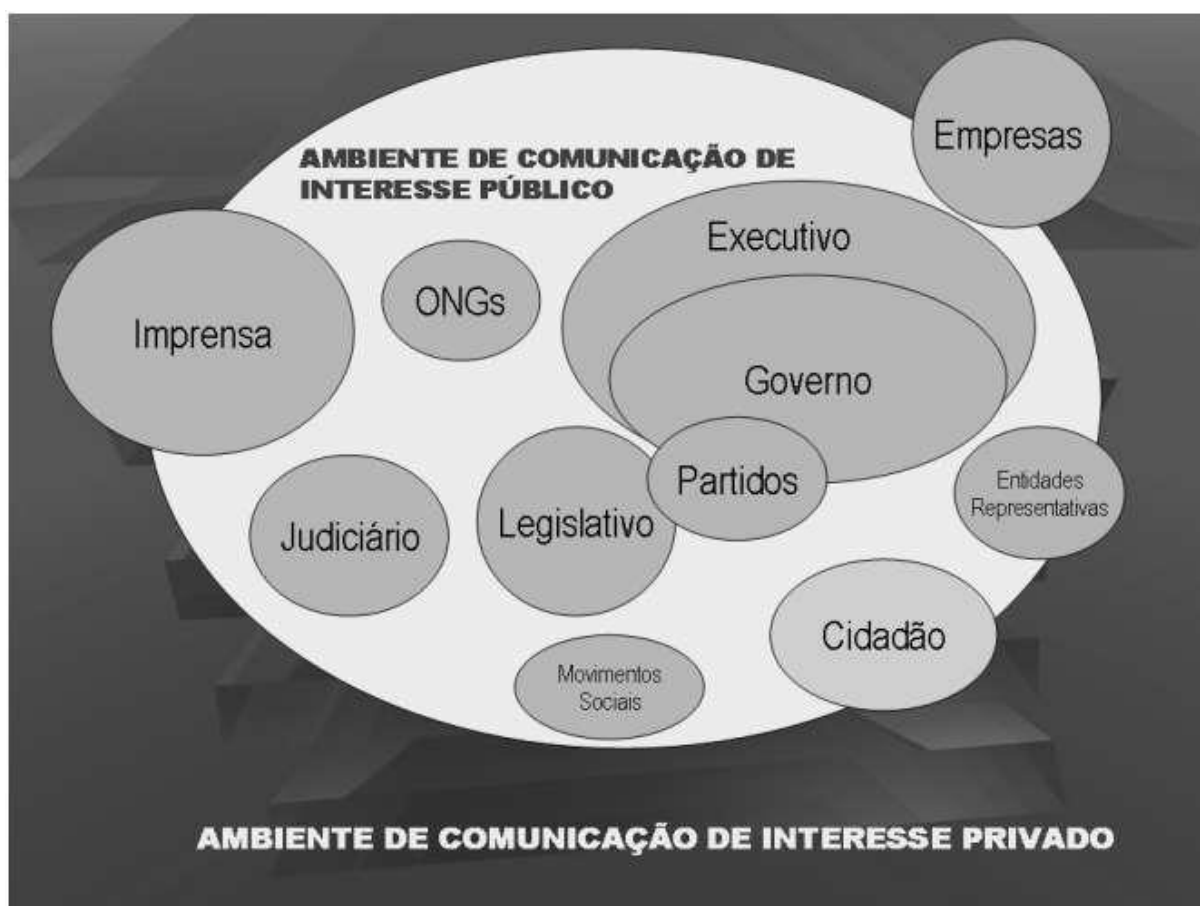 Empresas
AMBIENTE DE COMUNICAÇÃO DE
INTERESSE PÚBLICO
Executivo
ONGs
Imprensa
Governo
Partidos
Entidades
Representativas
Legislativo
Judiciário
Cidadão
Movimentos
Sociais
AMBIENTE DE COMUNICAÇÃO DE INTERESSE PRIVADO